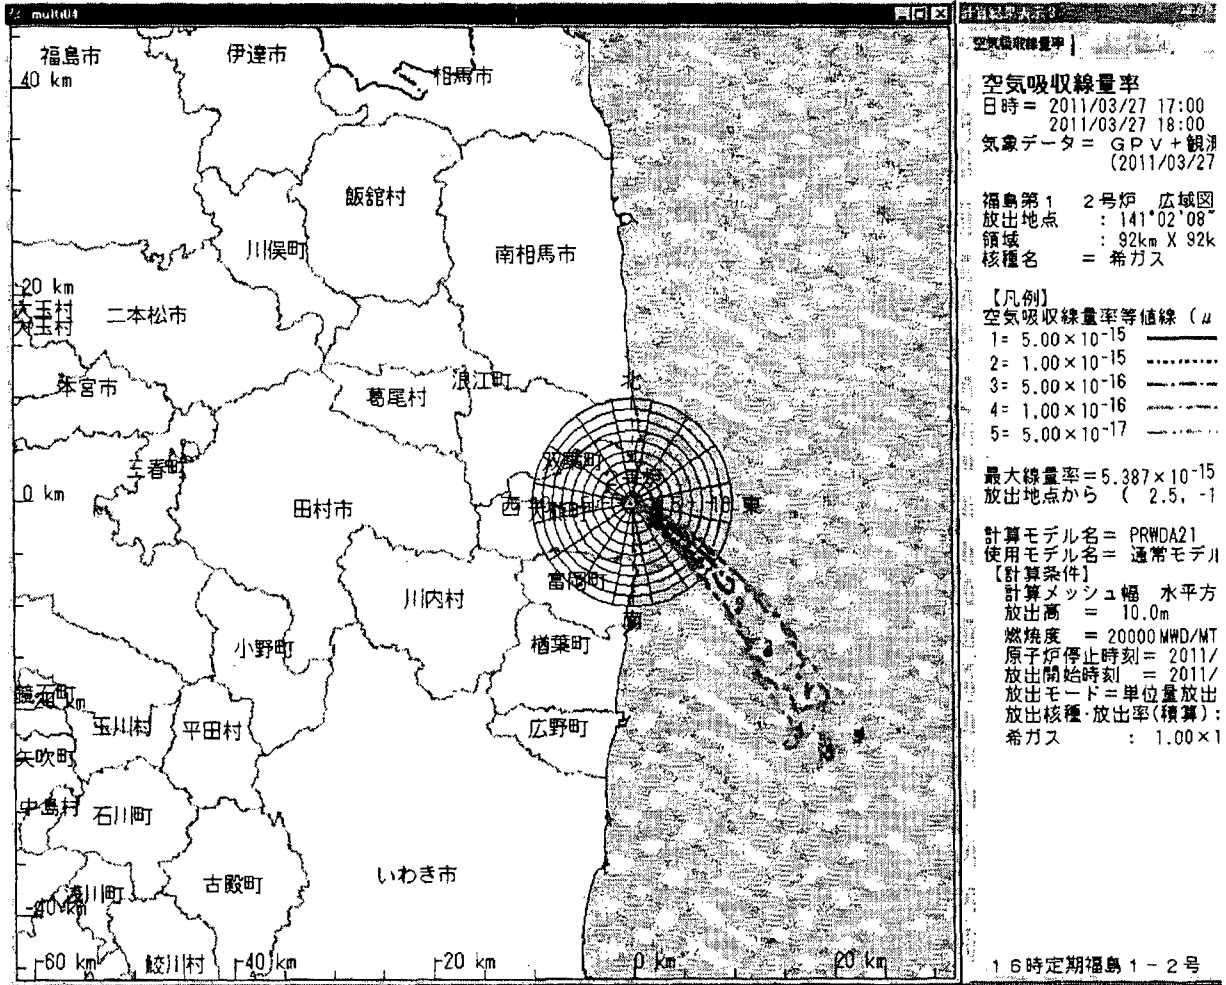 multi04
福島市
伊達市
相馬市
40 km
飯舘村
川俣町
南相馬市
20 km
大玉村
大玉村
二本松市
本宮市
葛尾村
浪江町
北
三春町
双葉町
0 km
田村市
西
10
東
川内村
富岡町
南
小野町
楢葉町
玉川村
平田村
広野町
矢吹町
中島村
石川町
古殿町
いわき市
浅川町
-40 km
鮫川村
-60 km
-40 km
-20 km
0 km
20 km
空気吸収線量率
空気吸収線量率
日時= 2011/03/27 17:00
2011/03/27 18:00
気象データ= GPV+観測
(2011/03/27
福島第1 2号炉 広域図
放出地点 : 141°02'08"
領域 : 92km X 92k
核種名 = 希ガス
【凡例】
空気吸収線量率等値線 (μ
1= 5.00×10⁻¹⁵
2= 1.00×10⁻¹⁵
3= 5.00×10⁻¹⁶
4= 1.00×10⁻¹⁶
5= 5.00×10⁻¹⁷
最大線量率=5.387×10⁻¹⁵
放出地点から ( 2.5, -1
計算モデル名= PRWDA21
使用モデル名= 通常モデル
【計算条件】
計算メッシュ幅 水平方
放出高 = 10.0m
燃焼度 = 20000MWD/MT
原子炉停止時刻= 2011/
放出開始時刻 = 2011/
放出モード=単位量放出
放出核種・放出率(積算):
希ガス : 1.00×1
16時定期福島1-2号